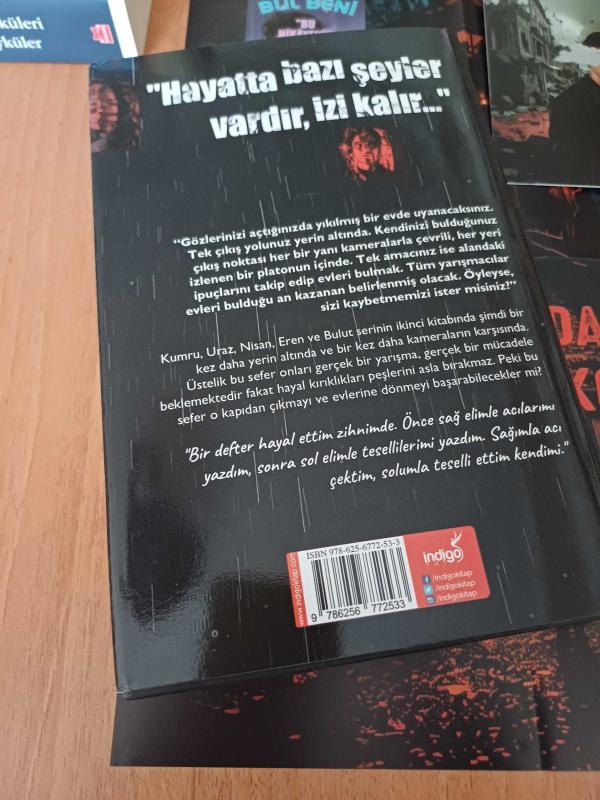 küleri
yküler
BUL BENİ
"BU
"Hayatta bazı şeyler
vardır, izi kalır..."
"Gözlerinizi açtığınızda yıkılmış bir evde uyanacaksınız.
Tek çıkış yolunuz yerin altında. Kendinizi bulduğunuz
çıkış noktası her bir yanı kameralarla çevrili, her yeri
izlenen bir platonun içinde. Tek amacınız ise alandaki
ipuçlarını takip edip evleri bulmak. Tüm yarışmacılar
evleri bulduğu an kazanan belirlenmiş olacak. Öyleyse,
sizi kaybetmemizi ister misiniz?"
Kumru, Uraz, Nisan, Eren ve Bulut serinin ikinci kitabında şimdi bir
kez daha yerin altında ve bir kez daha kameraların karşısında.
Üstelik bu sefer onları gerçek bir yarışma, gerçek bir mücadele
beklemektedir fakat hayal kırıklıkları peşlerini asla bırakmaz. Peki bu
sefer o kapıdan çıkmayı ve evlerine dönmeyi başarabilecekler mi?
"Bir defter hayal ettim zihnimde. Önce sağ elimle acılarımı
yazdım, sonra sol elimle tesellilerimi yazdım. Sağımla acı
çektim, solumla teselli ettim kendimi."
DA
K
www.indigokitap.com
ISBN 978-625-6772-53-3
9 786256 772533
indigo
/indigokitap
/indigokitap
/indigokitap